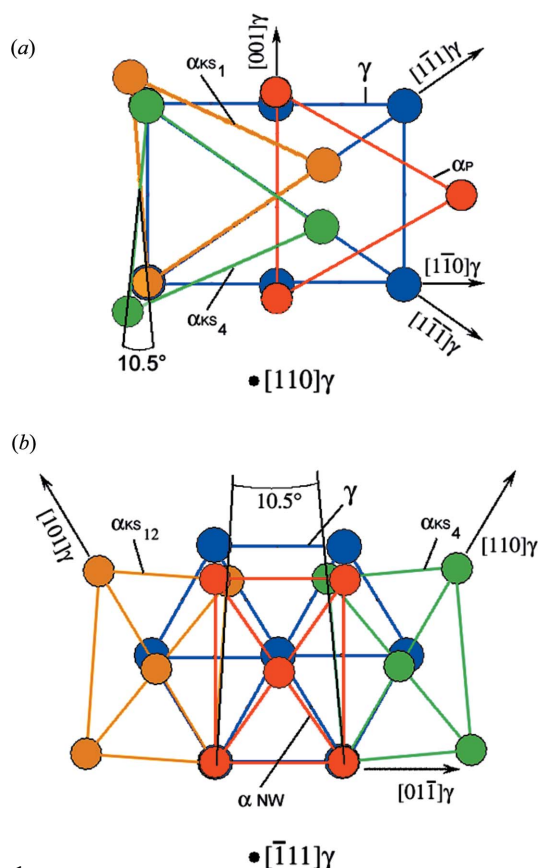 (a)
[001]γ
[11̅1]γ
αKS1
γ
αP
[11̅0]γ
[11̅1̅]γ
αKS4
10.5°
•[110]γ
(b)
10.5°
γ
[101]γ
αKS12
αKS4
[110]γ
α NW
[011̅]γ
•[1̅11]γ